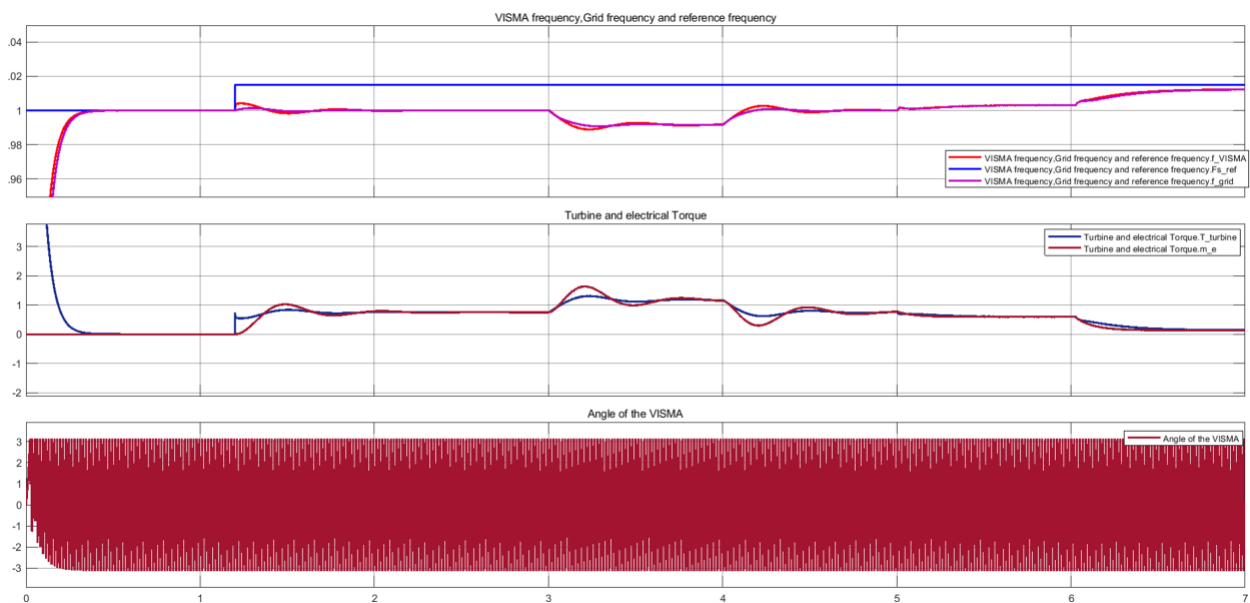 VISMA frequency,Grid frequency and reference frequency
.04
.02
1
.98
.96
VISMA frequency,Grid frequency and reference frequency.f_VISMA
VISMA frequency,Grid frequency and reference frequency.Fs_ref
VISMA frequency,Grid frequency and reference frequency.f_grid
0 1 2 3 4 5 6 7
Turbine and electrical Torque
3
2
1
0
-1
-2
Turbine and electrical Torque.T_turbine
Turbine and electrical Torque.m_e
Angle of the VISMA
3
2
1
0
-1
-2
-3
Angle of the VISMA